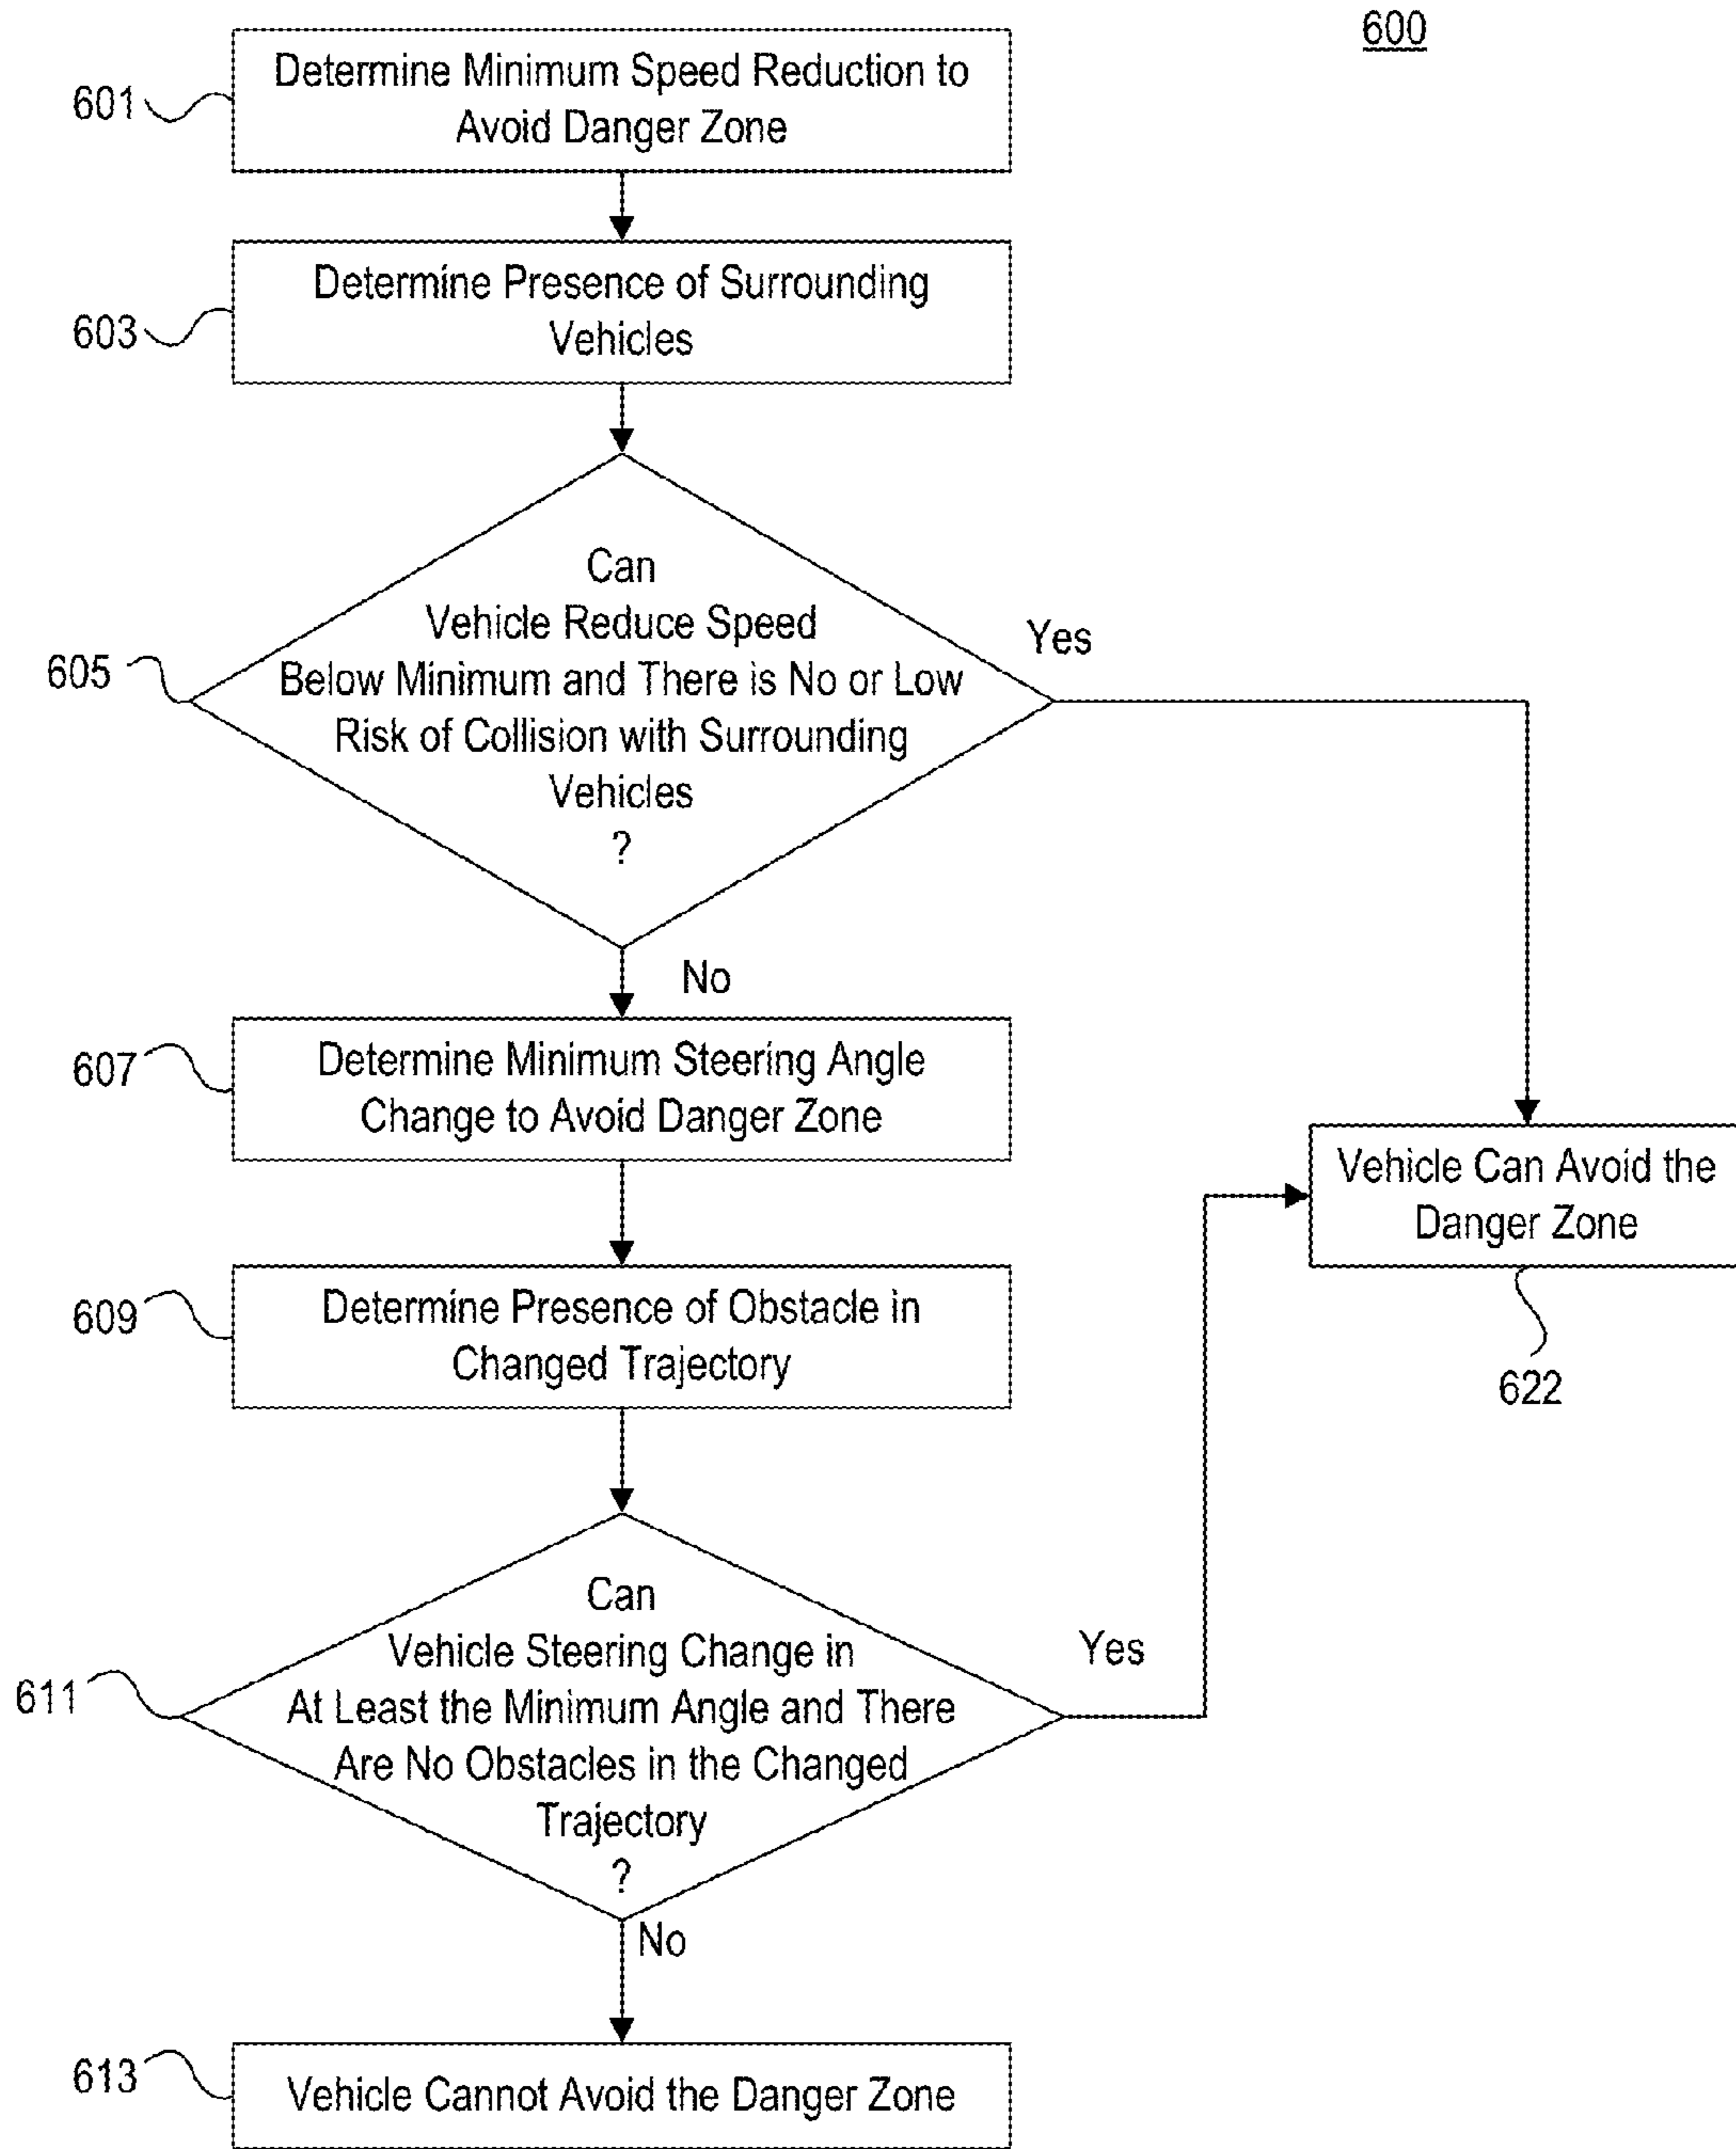 600
601
Determine Minimum Speed Reduction to
Avoid Danger Zone
603
Determine Presence of Surrounding
Vehicles
605
Can
Vehicle Reduce Speed
Below Minimum and There is No or Low
Risk of Collision with Surrounding
Vehicles
?
Yes
No
607
Determine Minimum Steering Angle
Change to Avoid Danger Zone
Vehicle Can Avoid the
Danger Zone
622
609
Determine Presence of Obstacle in
Changed Trajectory
611
Can
Vehicle Steering Change in
At Least the Minimum Angle and There
Are No Obstacles in the Changed
Trajectory
?
Yes
No
613
Vehicle Cannot Avoid the Danger Zone